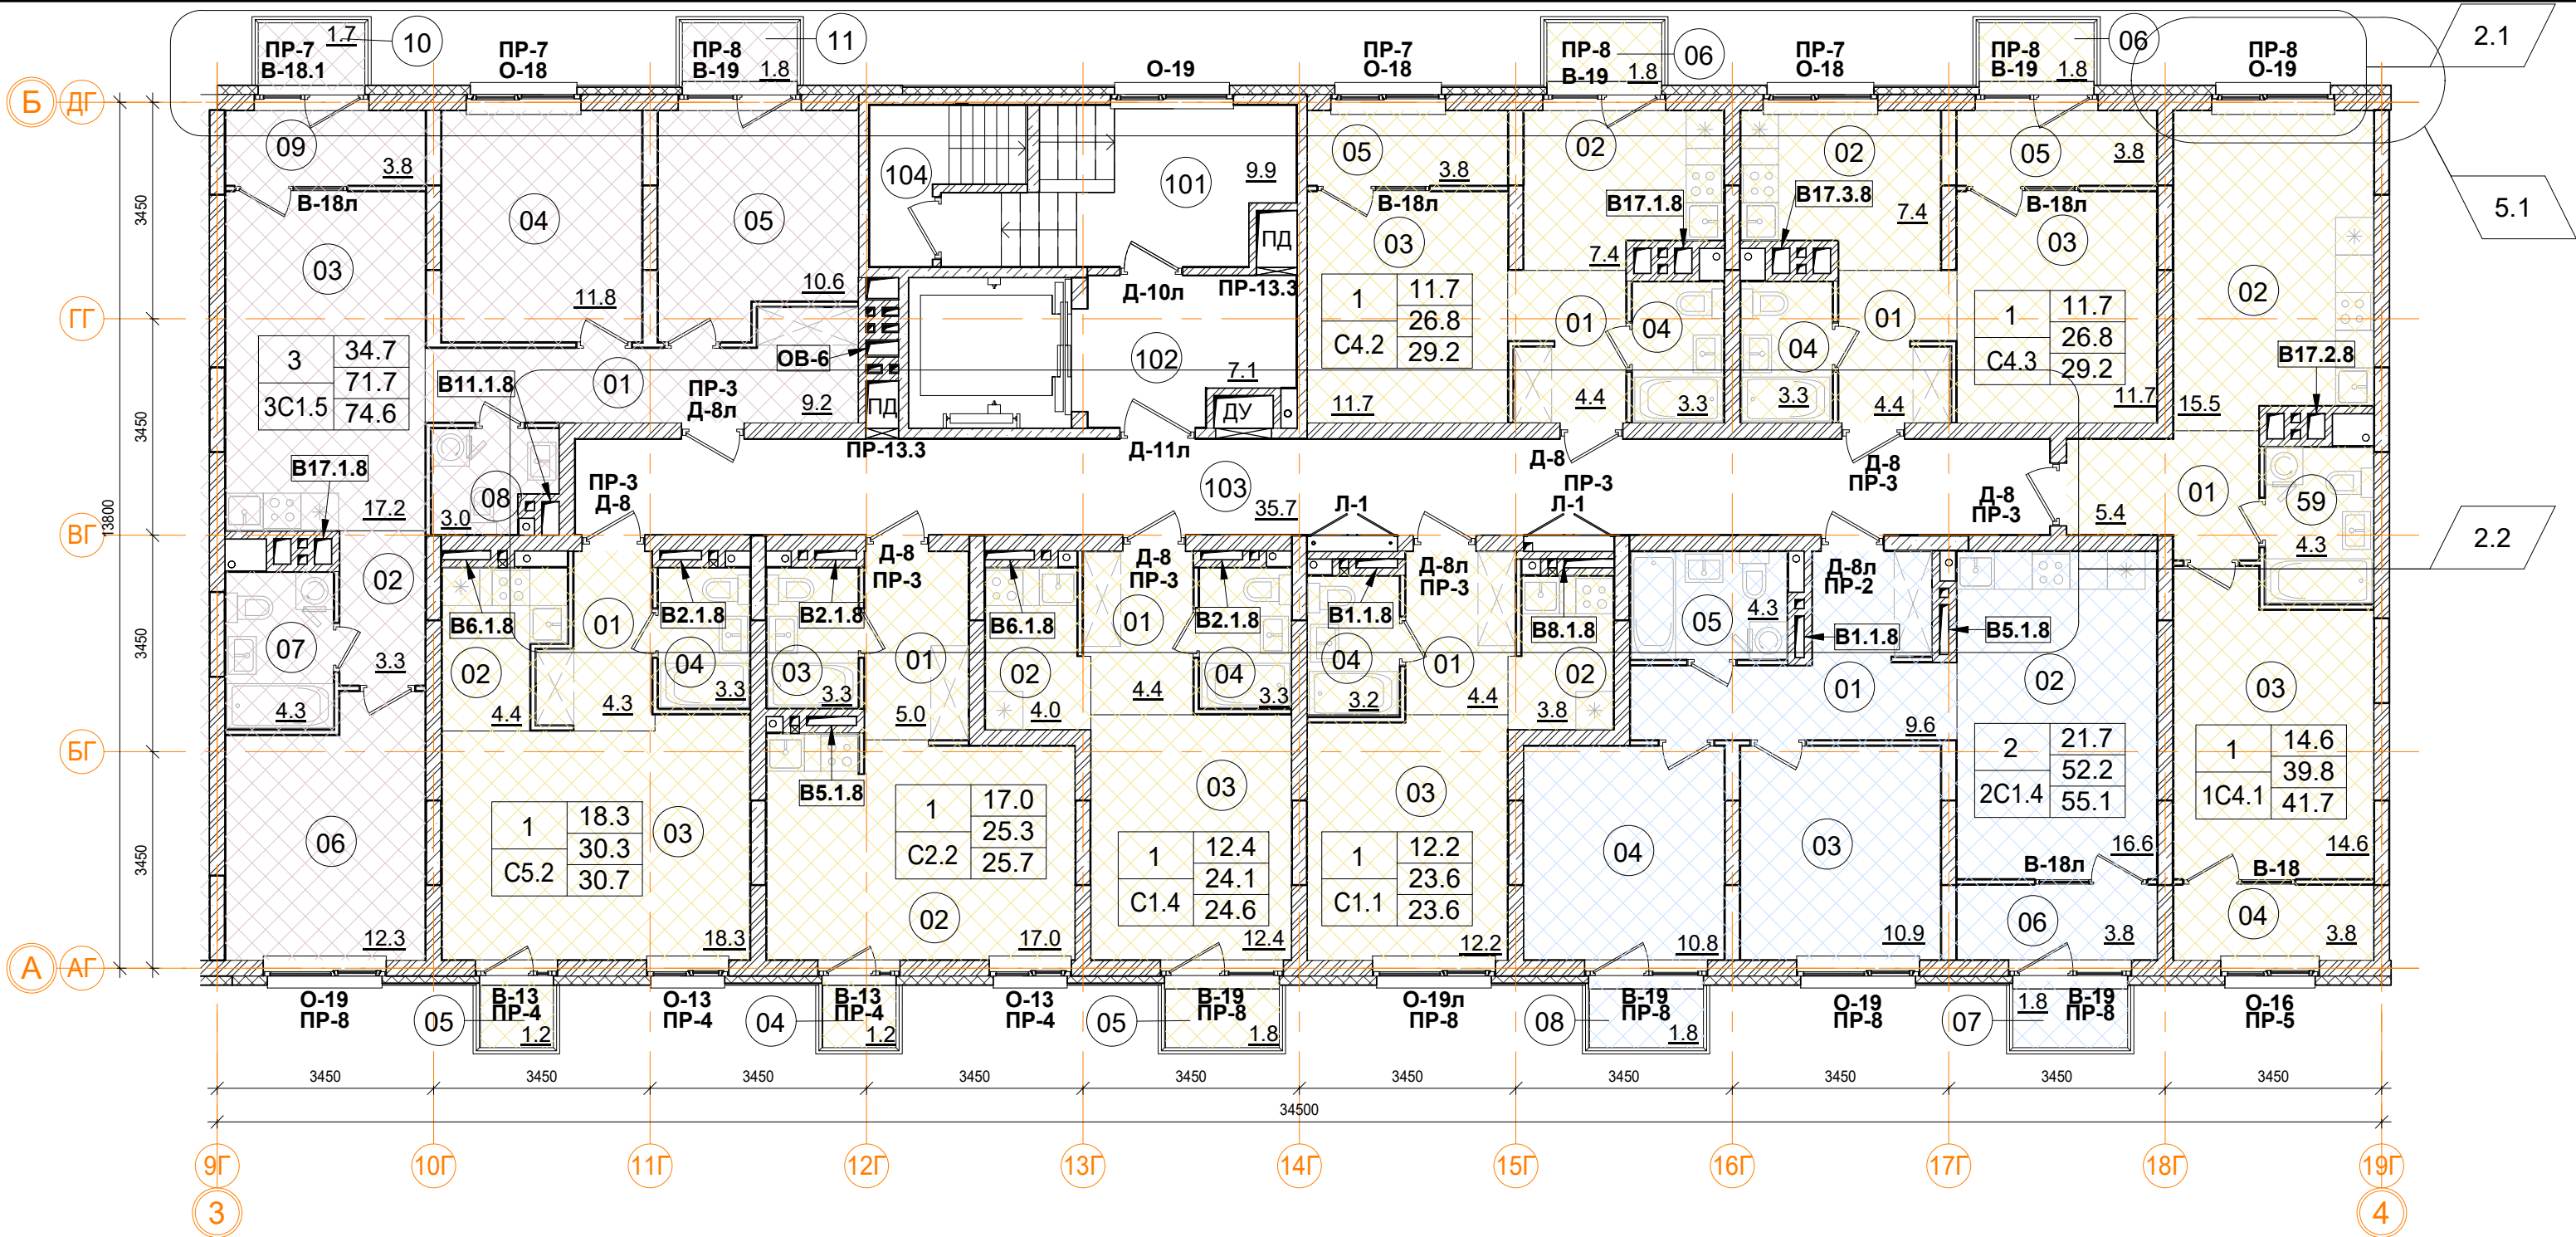 1.7 10 11 06 06 2.1
ПР-7 ПР-7 ПР-8 ПР-7 ПР-8 ПР-7 ПР-8 ПР-8
В-18.1 О-18 В-19 1.8 О-19 О-18 В-19 1.8 О-18 В-19 1.8 О-19
Б ДГ
09 3.8 104 101 9.9 05 3.8 02 02 05 3.8
В-18л 04 05 В-18л В17.1.8 В17.3.8 7.4 В-18л 5.1
03 ПД 03 7.4 03 02
11.8 10.6 Д-10л ПР-13.3
ГГ
3 34.7
71.7
3С1.5 74.6
1 11.7
26.8
С4.2 29.2
1 11.7
26.8
С4.3 29.2
01 04 04 01
ОВ-6 102 7.1 В17.2.8
В11.1.8 01 ПР-3
Д-8л 9.2 ПД ДУ 11.7 4.4 3.3 3.3 4.4 11.7 15.5
ПР-13.3 Д-11л Д-8 Д-8
ПР-3
В17.1.8 08 ПР-3
Д-8 103 35.7 Л-1 ПР-3 Л-1 Д-8
ПР-3 01 59
17.2 3.0 5.4 4.3 2.2
ВГ
02 Д-8
ПР-3 Д-8
ПР-3 Д-8л
ПР-3 Д-8л
ПР-2
В6.1.8 01 В2.1.8 В2.1.8 В6.1.8 01 В2.1.8 В1.1.8 В8.1.8 05 4.3 В1.1.8 В5.1.8
07 3.3 02 04 03 01 02 04 04 01 02 01 02 03
4.3 4.4 4.3 3.3 3.3 5.0 4.0 4.4 3.3 3.2 4.4 3.8 9.6
БГ
В5.1.8
06 03 03 03 04 03
1 18.3
30.3
С5.2 30.7
1 17.0
25.3
С2.2 25.7
1 12.4
24.1
С1.4 24.6
1 12.2
23.6
С1.1 23.6
2 21.7
52.2
2С1.4 55.1
1 14.6
39.8
1С4.1 41.7
16.6 14.6
В-18л В-18
02 06 04
12.3 18.3 17.0 12.4 12.2 10.8 10.9 3.8 3.8
А АГ
О-19
ПР-8 05 В-13
ПР-4
1.2 О-13
ПР-4 04 В-13
ПР-4
1.2 О-13
ПР-4 05 В-19
ПР-8
1.8 О-19л
ПР-8 08 В-19
ПР-8
1.8 О-19
ПР-8 07 1.8 В-19
ПР-8 О-16
ПР-5
3450 3450 3450 3450
13800
3450 3450 3450 3450 3450 3450 3450 3450 3450 3450
34500
9Г 10Г 11Г 12Г 13Г 14Г 15Г 16Г 17Г 18Г 19Г
3 4